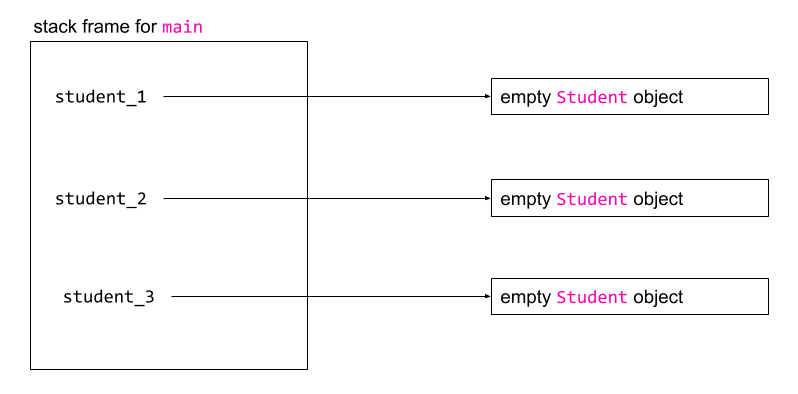 stack frame for main
student_1
empty Student object
student_2
empty Student object
student_3
empty Student object